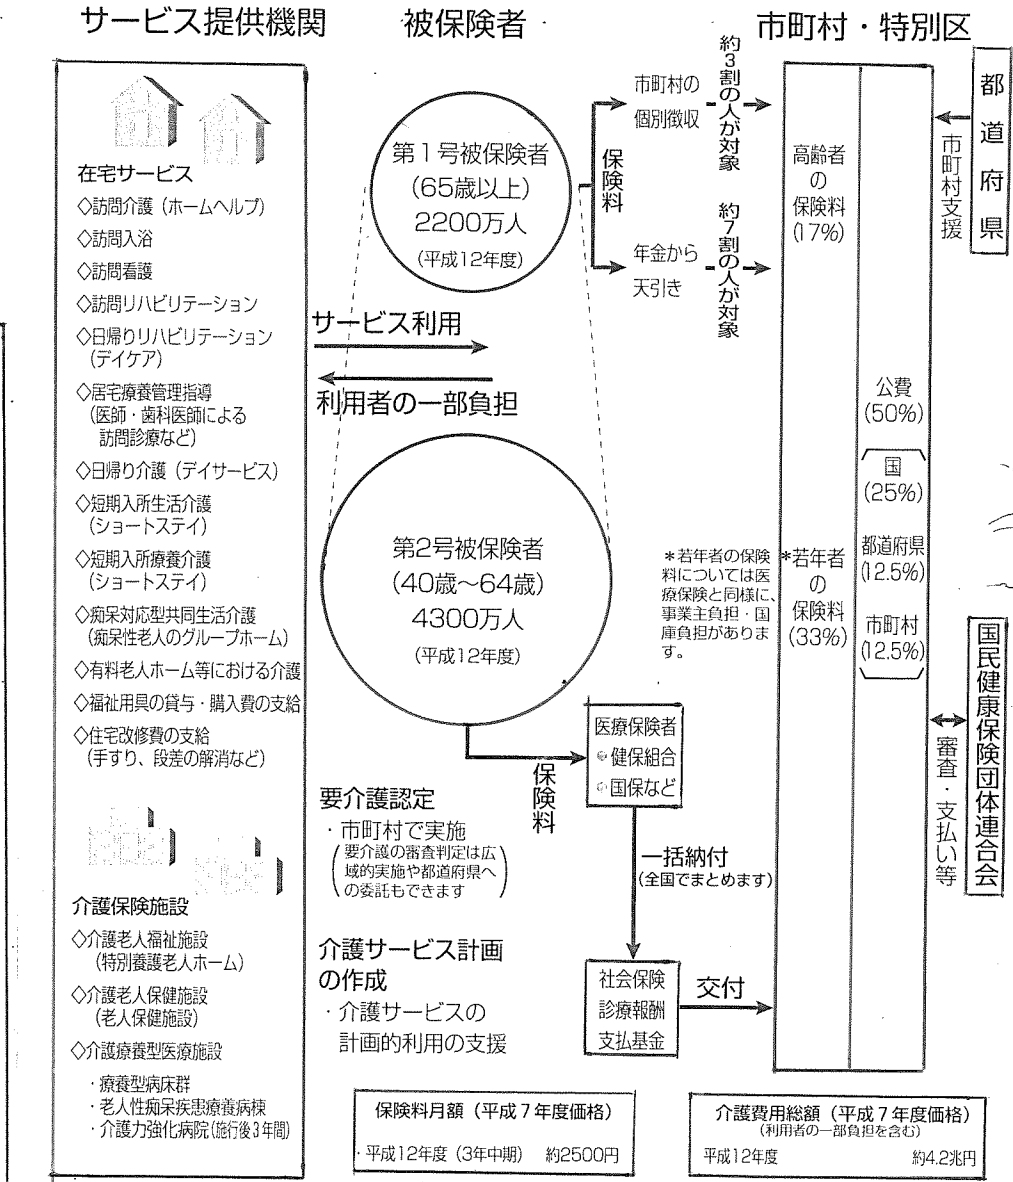 サービス提供機関
被保険者
市町村・特別区
在宅サービス
◇訪問介護（ホームヘルプ）
◇訪問入浴
◇訪問看護
◇訪問リハビリテーション
◇日帰りリハビリテーション
（デイケア）
◇居宅療養管理指導
（医師・歯科医師による
訪問診療など）
◇日帰り介護（デイサービス）
◇短期入所生活介護
（ショートステイ）
◇短期入所療養介護
（ショートステイ）
◇痴呆対応型共同生活介護
（痴呆性老人のグループホーム）
◇有料老人ホーム等における介護
◇福祉用具の貸与・購入費の支給
◇住宅改修費の支給
（手すり、段差の解消など）
介護保険施設
◇介護老人福祉施設
（特別養護老人ホーム）
◇介護老人保健施設
（老人保健施設）
◇介護療養型医療施設
・療養型病床群
・老人性痴呆疾患療養病棟
・介護力強化病院（施行後3年間）
第1号被保険者
（65歳以上）
2200万人
（平成12年度）
サービス利用
利用者の一部負担
第2号被保険者
（40歳～64歳）
4300万人
（平成12年度）
保険料
市町村の
個別徴収
約3割の人が対象
年金から
天引き
約7割の人が対象
＊若年者の保険
料については医
療保険と同様に、
事業主負担・国
庫負担がありま
す。
保険料
医療保険者
●健保組合
●国保など
一括納付
（全国でまとめます）
社会保険
診療報酬
支払基金
交付
要介護認定
・市町村で実施
（要介護の審査判定は広
域的実施や都道府県へ
の委託もできます）
介護サービス計画
の作成
・介護サービスの
計画的利用の支援
高齢者
の
保険料
(17%)
＊若年者
の
保険料
(33%)
公費
(50%)
国
(25%)
都道府県
(12.5%)
市町村
(12.5%)
都道府県
市町村支援
国民健康保険団体連合会
審査・支払い等
保険料月額（平成7年度価格）
・平成12年度（3年中期） 約2500円
介護費用総額（平成7年度価格）
（利用者の一部負担を含む）
平成12年度 約4.2兆円